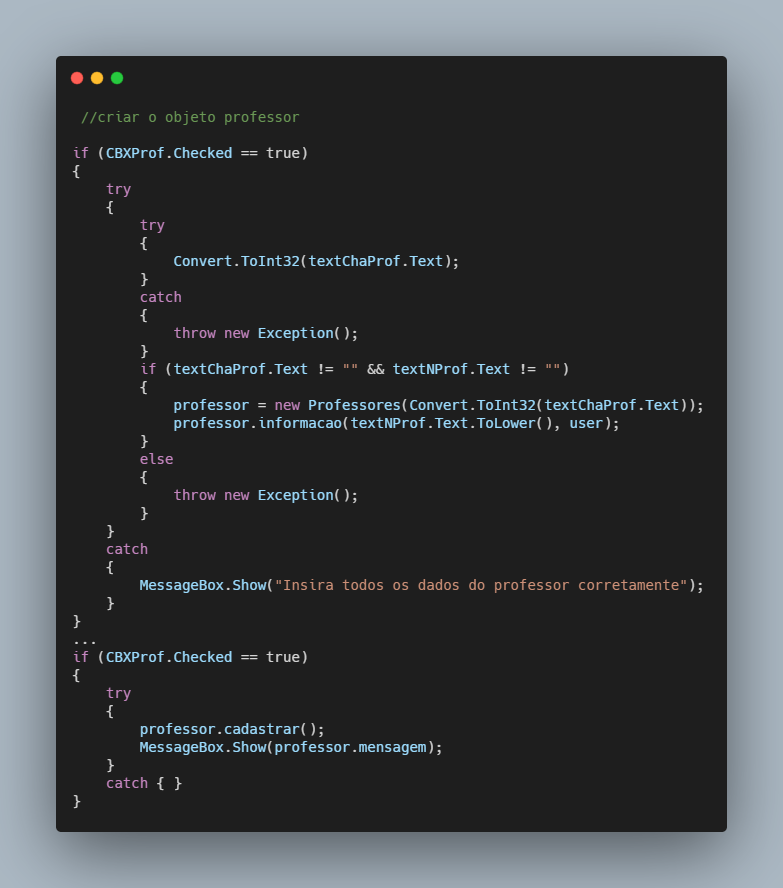 //criar o objeto professor
if (CBXProf.Checked == true)
{
try
{
try
{
Convert.ToInt32(textChaProf.Text);
}
catch
{
throw new Exception();
}
if (textChaProf.Text != "" && textNProf.Text != "")
{
professor = new Professores(Convert.ToInt32(textChaProf.Text));
professor.informacao(textNProf.Text.ToLower(), user);
}
else
{
throw new Exception();
}
}
catch
{
MessageBox.Show("Insira todos os dados do professor corretamente");
}
}
...
if (CBXProf.Checked == true)
{
try
{
professor.cadastrar();
MessageBox.Show(professor.mensagem);
}
catch { }
}